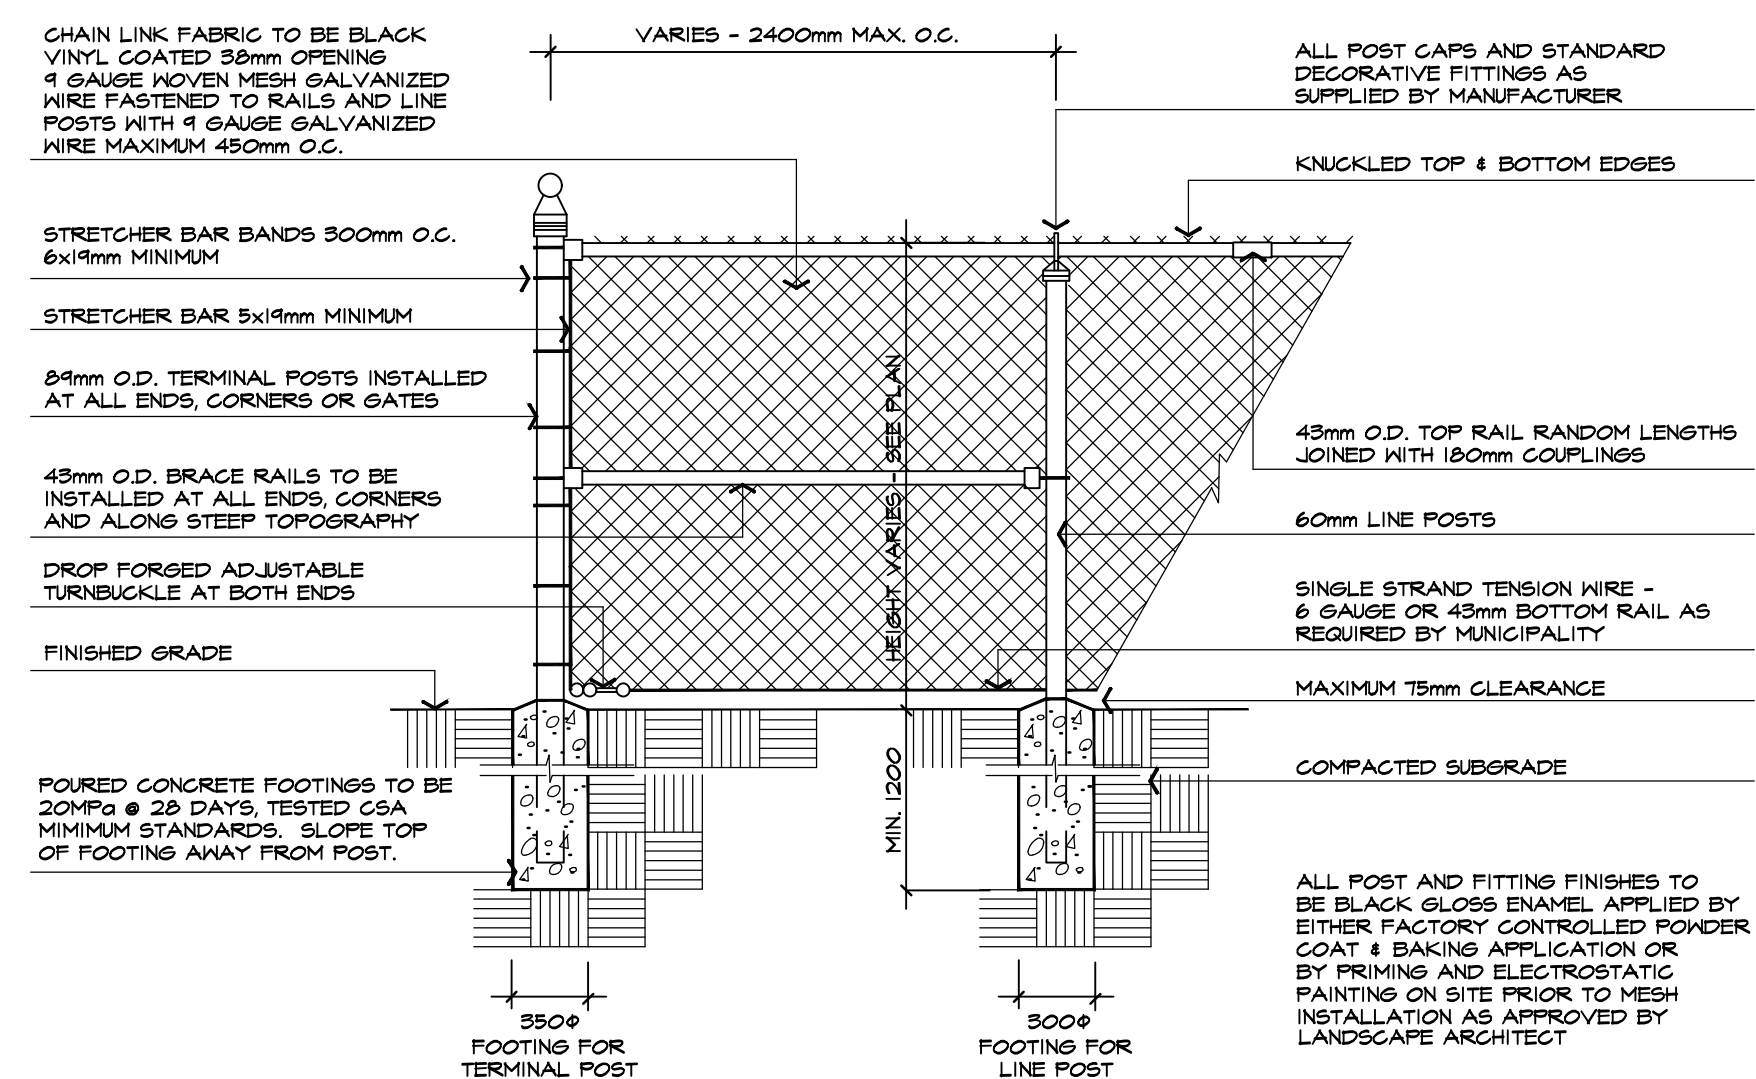 CHAIN LINK FABRIC TO BE BLACK
VINYL COATED 38mm OPENING
9 GAUGE WOVEN MESH GALVANIZED
WIRE FASTENED TO RAILS AND LINE
POSTS WITH 9 GAUGE GALVANIZED
WIRE MAXIMUM 450mm O.C.
STRETCHER BAR BANDS 300mm O.C.
6x19mm MINIMUM
STRETCHER BAR 5x19mm MINIMUM
89mm O.D. TERMINAL POSTS INSTALLED
AT ALL ENDS, CORNERS OR GATES
43mm O.D. BRACE RAILS TO BE
INSTALLED AT ALL ENDS, CORNERS
AND ALONG STEEP TOPOGRAPHY
DROP FORGED ADJUSTABLE
TURNBUCKLE AT BOTH ENDS
FINISHED GRADE
POURED CONCRETE FOOTINGS TO BE
20MPa @ 28 DAYS, TESTED CSA
MIMIMUM STANDARDS. SLOPE TOP
OF FOOTING AWAY FROM POST.
VARIES - 2400mm MAX. O.C.
HEIGHT VARIES - SEE PLAN
MIN. 1200
350Φ
FOOTING FOR
TERMINAL POST
300Φ
FOOTING FOR
LINE POST
ALL POST CAPS AND STANDARD
DECORATIVE FITTINGS AS
SUPPLIED BY MANUFACTURER
KNUCKLED TOP & BOTTOM EDGES
43mm O.D. TOP RAIL RANDOM LENGTHS
JOINED WITH 180mm COUPLINGS
60mm LINE POSTS
SINGLE STRAND TENSION WIRE -
6 GAUGE OR 43mm BOTTOM RAIL AS
REQUIRED BY MUNICIPALITY
MAXIMUM 75mm CLEARANCE
COMPACTED SUBGRADE
ALL POST AND FITTING FINISHES TO
BE BLACK GLOSS ENAMEL APPLIED BY
EITHER FACTORY CONTROLLED POWDER
COAT & BAKING APPLICATION OR
BY PRIMING AND ELECTROSTATIC
PAINTING ON SITE PRIOR TO MESH
INSTALLATION AS APPROVED BY
LANDSCAPE ARCHITECT